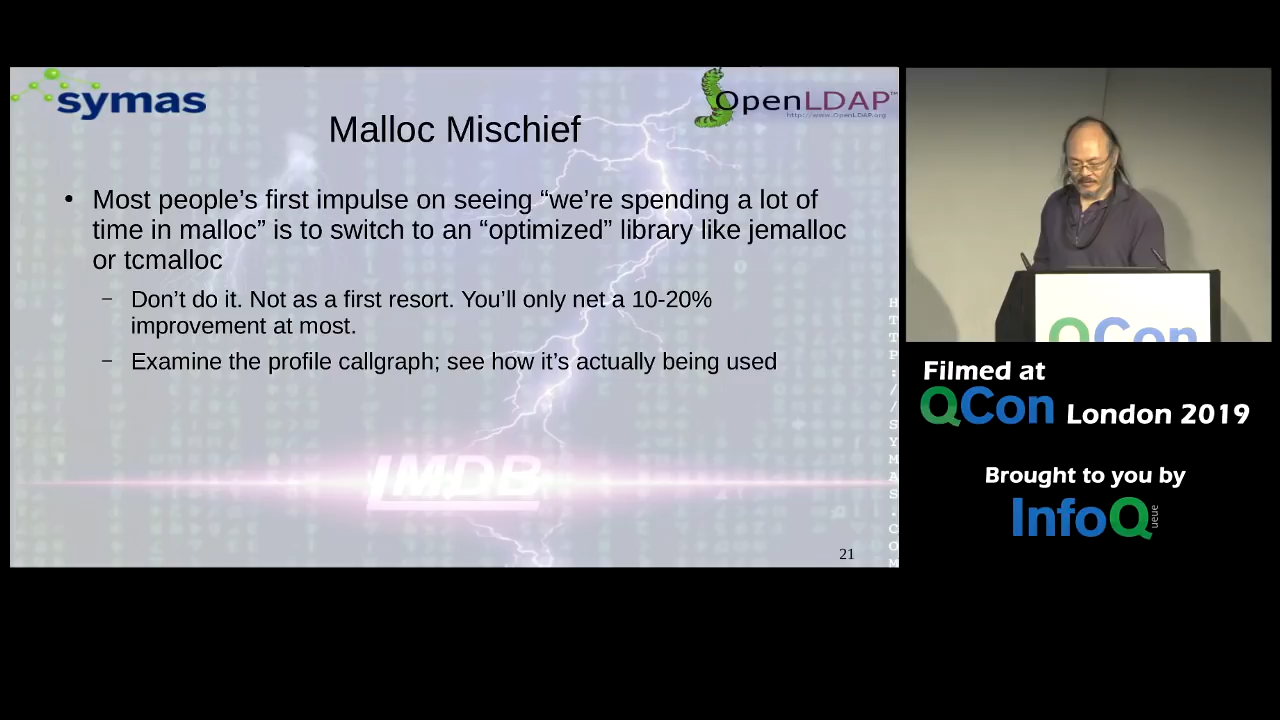 symas
OpenLDAP™
http://www.OpenLDAP.org
Malloc Mischief
• Most people’s first impulse on seeing “we’re spending a lot of
time in malloc” is to switch to an “optimized” library like jemalloc
or tcmalloc
– Don’t do it. Not as a first resort. You’ll only net a 10-20%
improvement at most.
– Examine the profile callgraph; see how it’s actually being used
LMDB
HTTP://SYMAS.COM
21
QCon
Filmed at
QCon London 2019
Brought to you by
InfoQueue